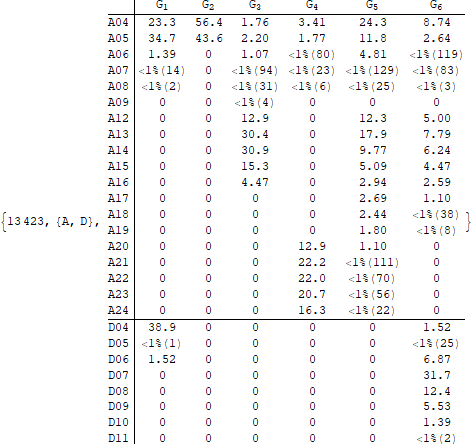 G1 G2 G3 G4 G5 G6
A04 23.3 56.4 1.76 3.41 24.3 8.74
A05 34.7 43.6 2.20 1.77 11.8 2.64
A06 1.39 0 1.07 <1%(80) 4.81 <1%(119)
A07 <1%(14) 0 <1%(94) <1%(23) <1%(129) <1%(83)
A08 <1%(2) 0 <1%(31) <1%(6) <1%(25) <1%(3)
A09 0 0 <1%(4) 0 0 0
A12 0 0 12.9 0 12.3 5.00
A13 0 0 30.4 0 17.9 7.79
A14 0 0 30.9 0 9.77 6.24
A15 0 0 15.3 0 5.09 4.47
A16 0 0 4.47 0 2.94 2.59
A17 0 0 0 0 2.69 1.10
{13423, {A, D}, A18 0 0 0 0 2.44 <1%(38) }
A19 0 0 0 0 1.80 <1%(8)
A20 0 0 0 12.9 1.10 0
A21 0 0 0 22.2 <1%(111) 0
A22 0 0 0 22.0 <1%(70) 0
A23 0 0 0 20.7 <1%(56) 0
A24 0 0 0 16.3 <1%(22) 0
D04 38.9 0 0 0 0 1.52
D05 <1%(1) 0 0 0 0 <1%(25)
D06 1.52 0 0 0 0 6.87
D07 0 0 0 0 0 31.7
D08 0 0 0 0 0 12.4
D09 0 0 0 0 0 5.53
D10 0 0 0 0 0 1.39
D11 0 0 0 0 0 <1%(2)